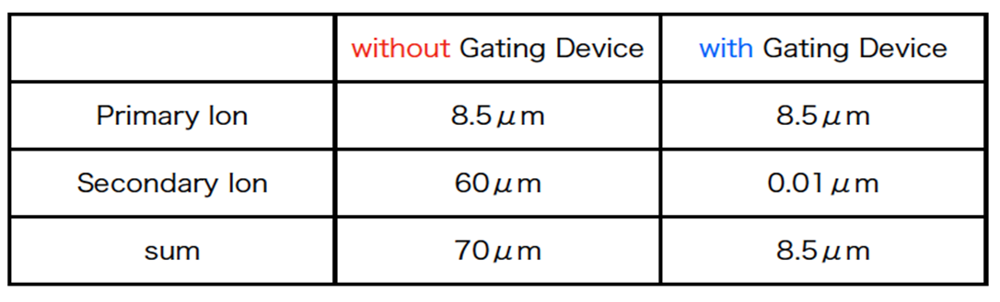 without Gating Device with Gating Device
Primary Ion 8.5μm 8.5μm
Secondary Ion 60μm 0.01μm
sum 70μm 8.5μm